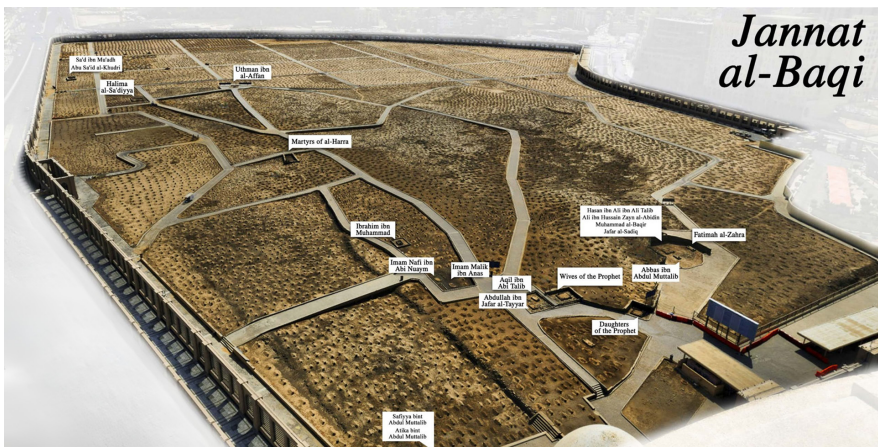 Jannat
al-Baqi
Sa'd ibn Mu'adh
Abu Sa'id al-Khudri
Halima
al-Sa'diyya
Uthman ibn
al-Affan
Martyrs of al-Harra
Hasan ibn Ali ibn Ali Talib
Ali ibn Hussain Zayn al-Abidin
Muhammad al-Baqir
Jafar al-Sadiq
Fatimah al-Zahra
Ibrahim ibn
Muhammad
Imam Nafi ibn
Abi Nuaym
Imam Malik
ibn Anas
Aqil ibn
Abi Talib
Wives of the Prophet
Abbas ibn
Abdul Muttalib
Abdullah ibn
Jafar al-Tayyar
Daughters
of the Prophet
Safiyya bint
Abdul Muttalib
Atika bint
Abdul Muttalib